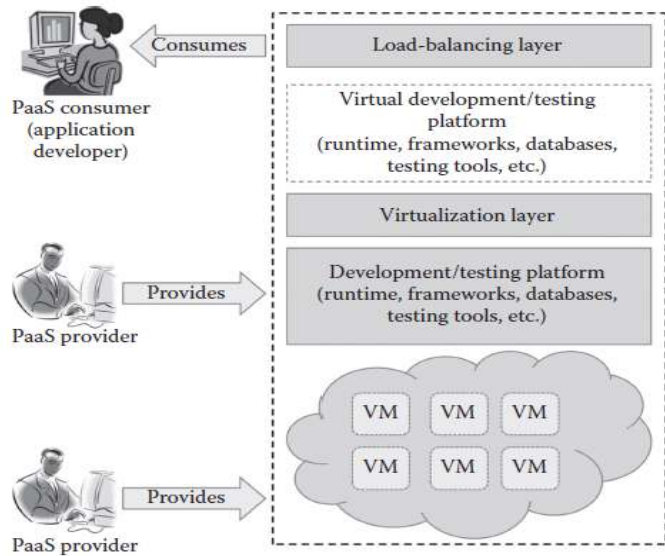 Consumes
PaaS consumer
(application
developer)
Load-balancing layer
Virtual development/testing
platform
(runtime, frameworks, databases,
testing tools, etc.)
Virtualization layer
Provides
PaaS provider
Development/testing platform
(runtime, frameworks, databases,
testing tools, etc.)
VM VM VM
VM VM VM
Provides
PaaS provider